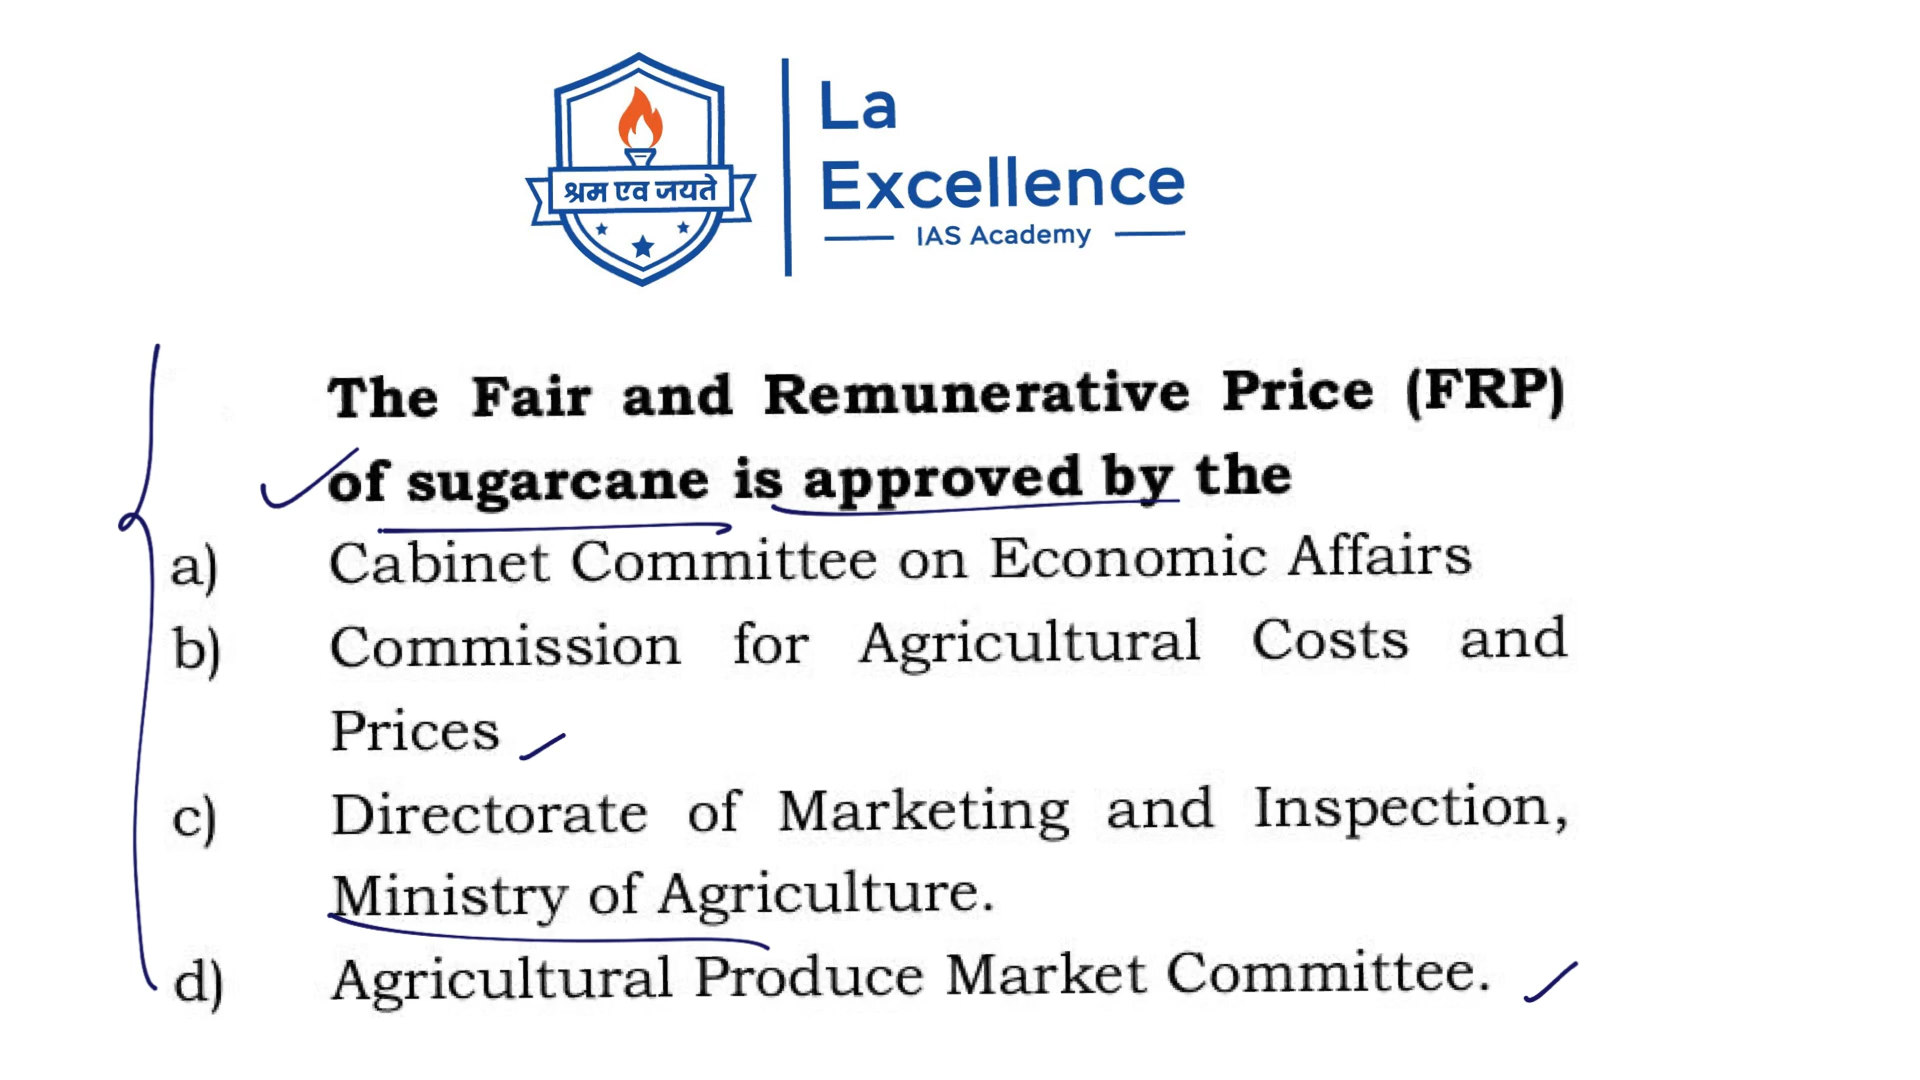 श्रम एव जयते
La
Excellence
IAS Academy
The Fair and Remunerative Price (FRP)
of sugarcane is approved by the
a) Cabinet Committee on Economic Affairs
b) Commission for Agricultural Costs and
Prices
c) Directorate of Marketing and Inspection,
Ministry of Agriculture.
d) Agricultural Produce Market Committee.